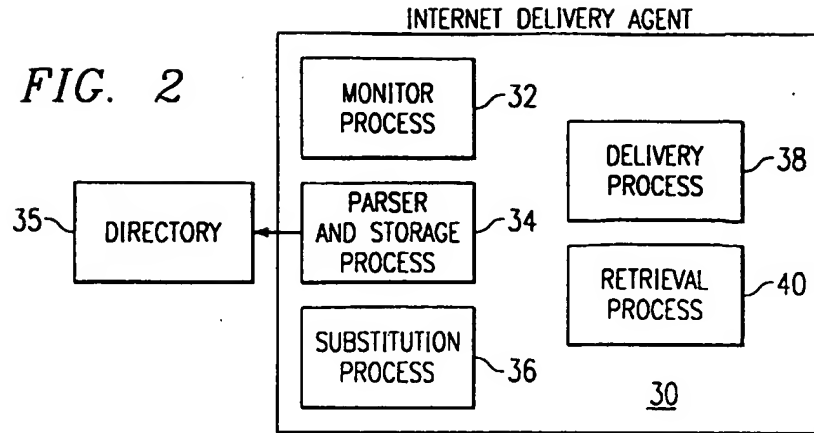 INTERNET DELIVERY AGENT
FIG. 2
MONITOR
PROCESS
32
DELIVERY
PROCESS
38
35
DIRECTORY
PARSER
AND STORAGE
PROCESS
34
RETRIEVAL
PROCESS
40
SUBSTITUTION
PROCESS
36
30